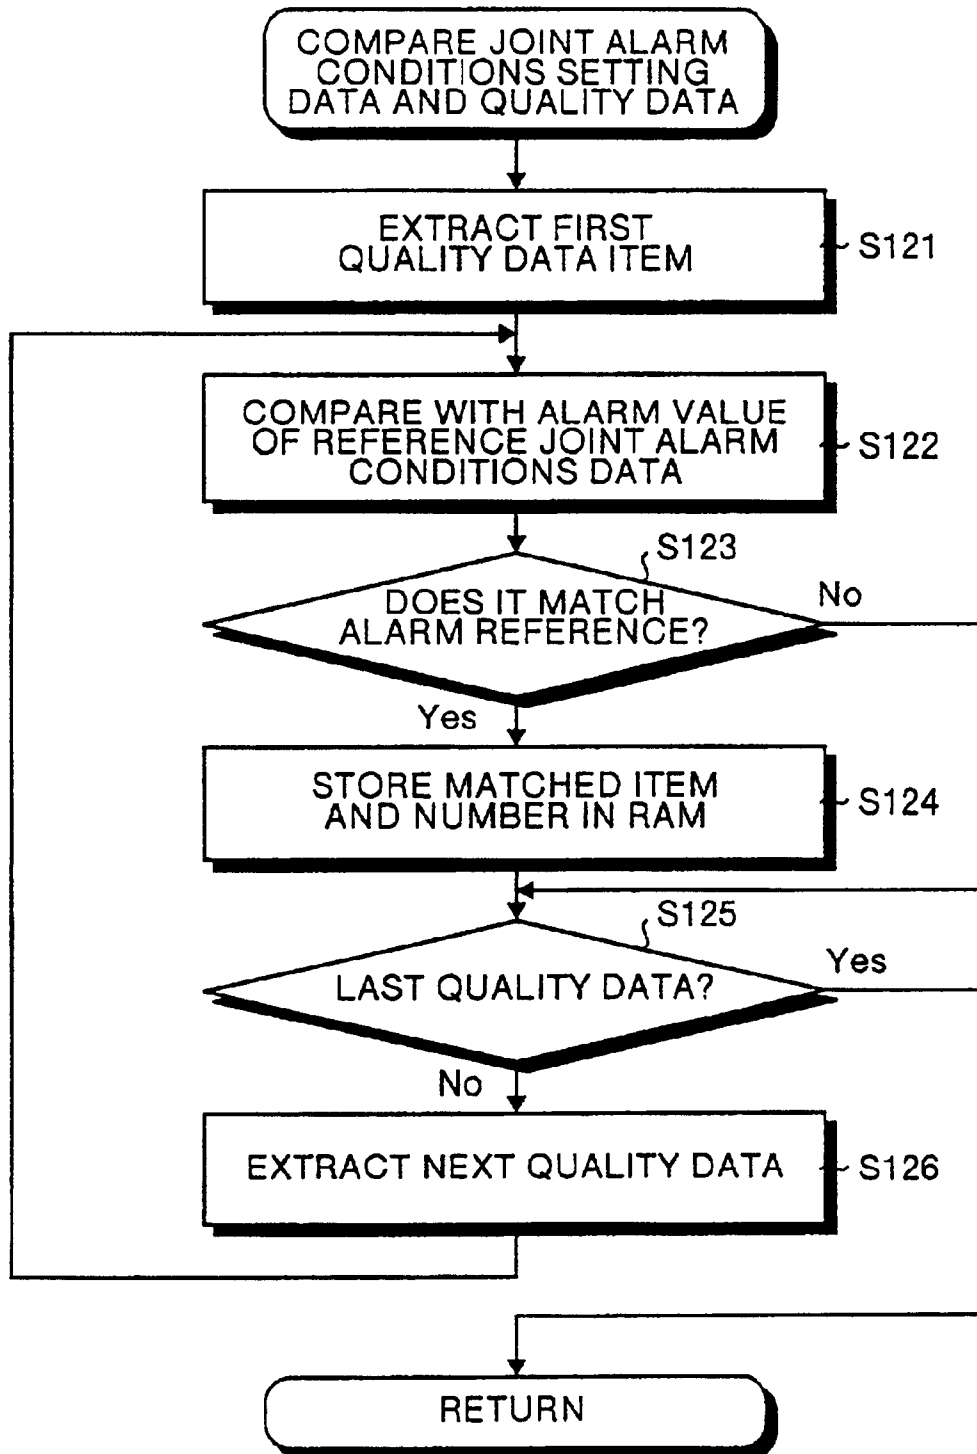 COMPARE JOINT ALARM
CONDITIONS SETTING
DATA AND QUALITY DATA
EXTRACT FIRST
QUALITY DATA ITEM
S121
COMPARE WITH ALARM VALUE
OF REFERENCE JOINT ALARM
CONDITIONS DATA
S122
S123
DOES IT MATCH
ALARM REFERENCE?
No
Yes
STORE MATCHED ITEM
AND NUMBER IN RAM
S124
S125
LAST QUALITY DATA?
Yes
No
EXTRACT NEXT QUALITY DATA
S126
RETURN